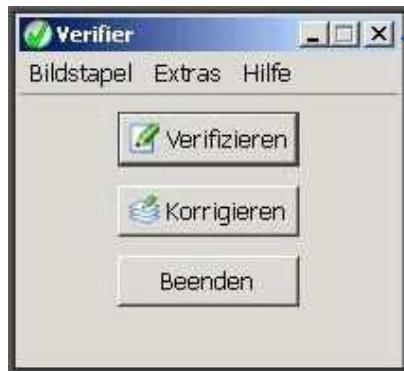 Verifier
Bildstapel Extras Hilfe
Verifizieren
Korrigieren
Beenden